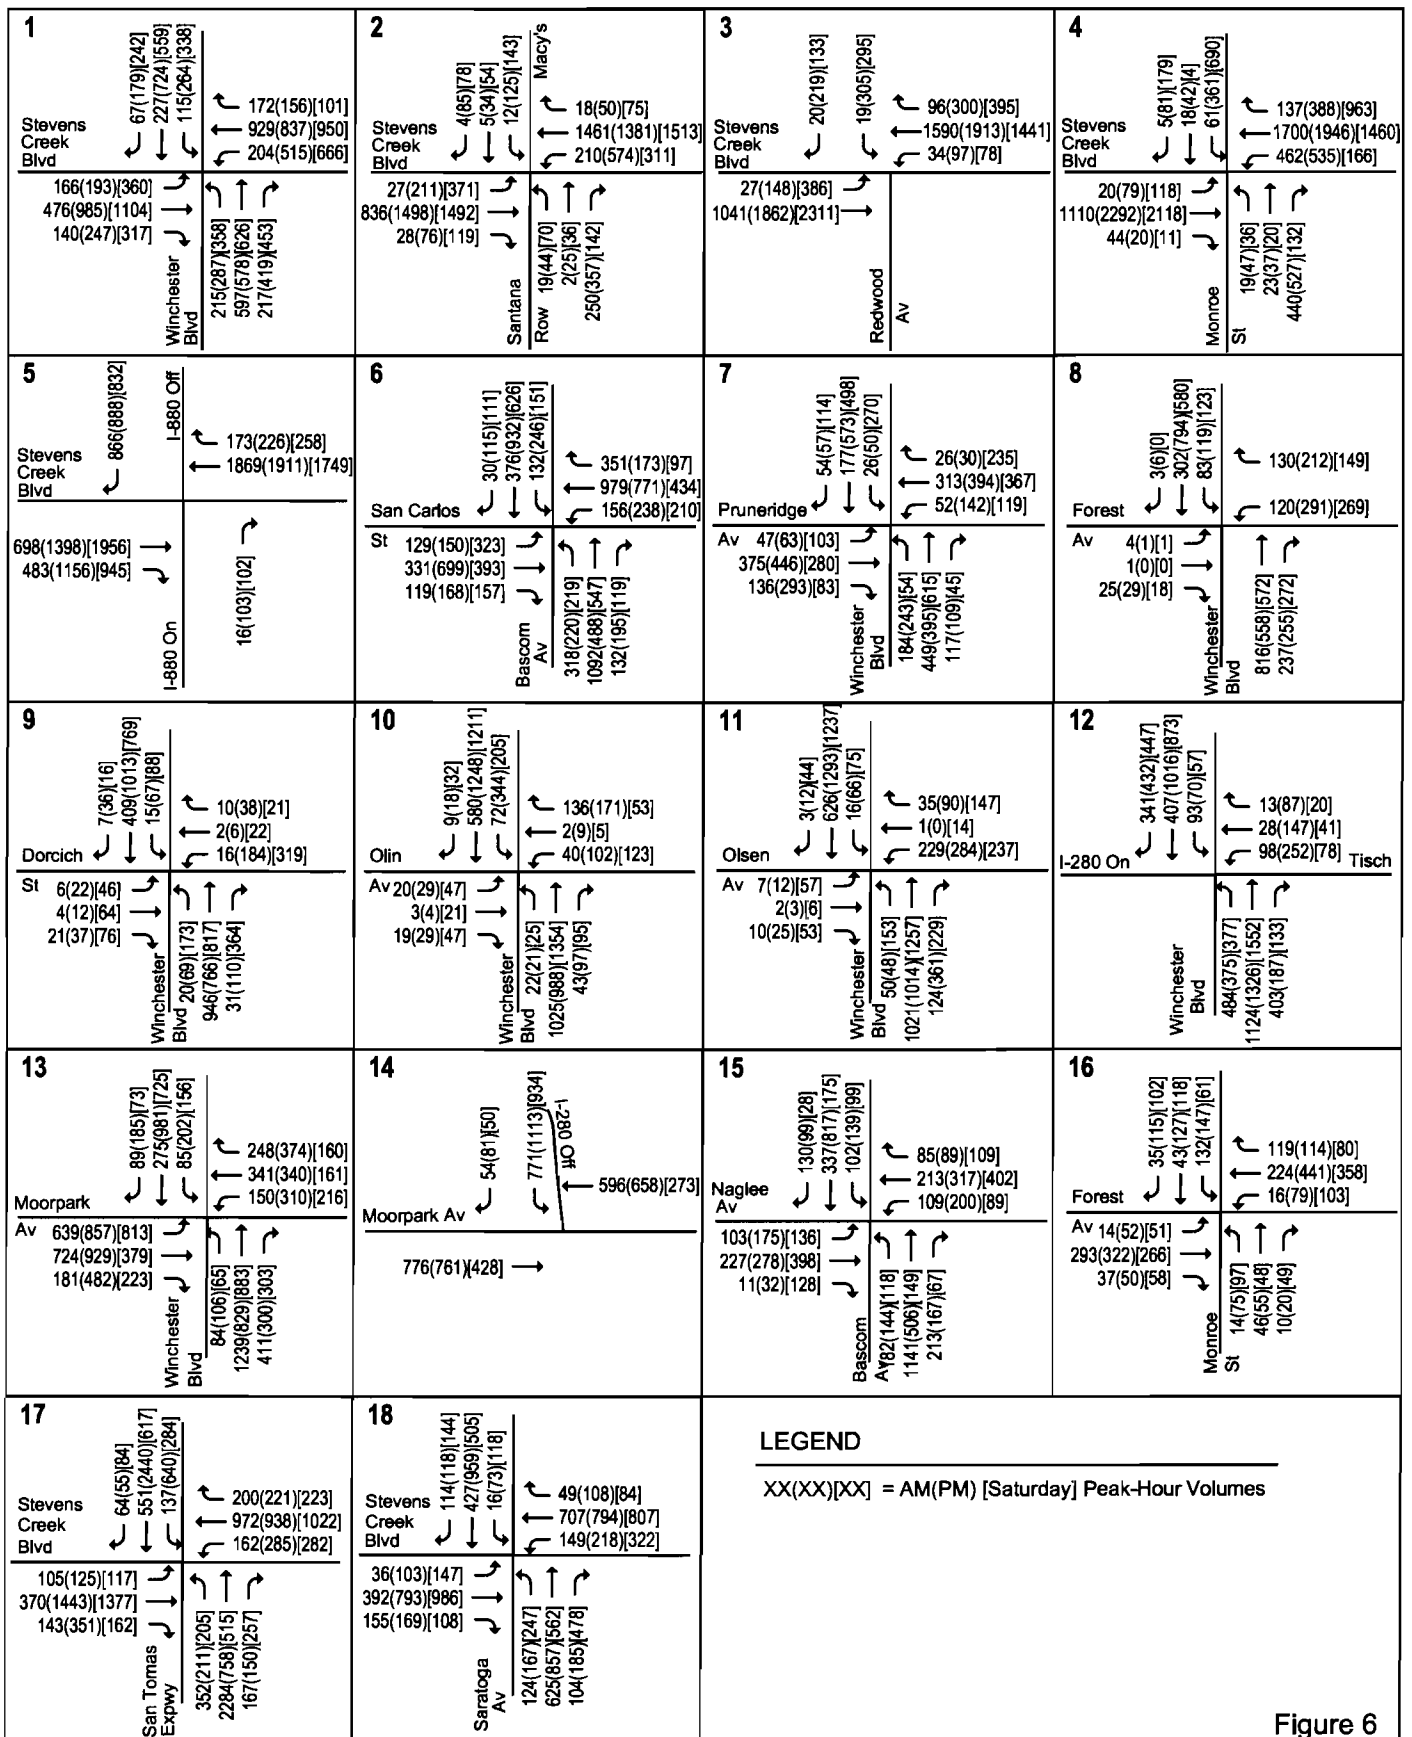 1
67(179)[242]
227(724)[559]
115(264)[338]
172(156)[101]
929(837)[950]
204(515)[666]
Stevens
Creek
Blvd
166(193)[360]
476(985)[1104]
140(247)[317]
Winchester
Blvd
215(287)[358]
597(578)[626]
217(419)[453]
2
4(85)[78]
5(34)[54]
12(125)[143]
Macy's
18(50)[75]
1461(1381)[1513]
210(574)[311]
Stevens
Creek
Blvd
27(211)[371]
836(1498)[1492]
28(76)[119]
Santana
Row
19(44)[70]
2(25)[36]
250(357)[142]
3
20(219)[133]
19(305)[295]
96(300)[395]
1590(1913)[1441]
34(97)[78]
Stevens
Creek
Blvd
27(148)[386]
1041(1862)[2311]
Redwood
Av
4
5(81)[179]
18(42)[4]
61(361)[690]
137(388)[963]
1700(1946)[1460]
462(535)[166]
Stevens
Creek
Blvd
20(79)[118]
1110(2292)[2118]
44(20)[11]
Monroe
St
19(47)[36]
23(37)[20]
440(527)[132]
5
866(888)[832]
I-880 Off
173(226)[258]
1869(1911)[1749]
Stevens
Creek
Blvd
698(1398)[1956]
483(1156)[945]
I-880 On
16(103)[102]
6
30(115)[111]
376(932)[626]
132(246)[151]
351(173)[97]
979(771)[434]
156(238)[210]
San Carlos
St
129(150)[323]
331(699)[393]
119(168)[157]
Bascom
Av
318(220)[219]
1092(488)[547]
132(195)[119]
7
54(57)[114]
177(573)[498]
26(50)[270]
26(30)[235]
313(394)[367]
52(142)[119]
Pruneridge
Av
47(63)[103]
375(446)[280]
136(293)[83]
Winchester
Blvd
184(243)[54]
449(395)[615]
117(109)[45]
8
3(6)[0]
302(794)[580]
83(119)[123]
130(212)[149]
120(291)[269]
Forest
Av
4(1)[1]
1(0)[0]
25(29)[18]
Winchester
Blvd
816(558)[572]
237(255)[272]
9
7(36)[16]
409(1013)[769]
15(67)[88]
10(38)[21]
2(6)[22]
16(184)[319]
Dorcich
St
6(22)[46]
4(12)[64]
21(37)[76]
Winchester
Blvd
20(69)[173]
946(766)[817]
31(110)[364]
10
9(18)[32]
580(1248)[1211]
72(344)[205]
136(171)[53]
2(9)[5]
40(102)[123]
Olin
Av
20(29)[47]
3(4)[21]
19(29)[47]
Winchester
Blvd
22(21)[25]
1025(988)[1354]
43(97)[95]
11
3(12)[44]
626(1293)[1237]
16(66)[75]
35(90)[147]
1(0)[14]
229(284)[237]
Olsen
Av
7(12)[57]
2(3)[6]
10(25)[53]
Winchester
Blvd
50(48)[153]
1021(1014)[1257]
124(361)[229]
12
341(432)[447]
407(1016)[873]
93(70)[57]
13(87)[20]
28(147)[41]
98(252)[78]
I-280 On
Tisch
Winchester
Blvd
484(375)[377]
1124(1326)[1552]
403(187)[133]
13
89(185)[73]
275(981)[725]
85(202)[156]
248(374)[160]
341(340)[161]
150(310)[216]
Moorpark
Av
639(857)[813]
724(929)[379]
181(482)[223]
Winchester
Blvd
84(106)[65]
1239(829)[883]
411(300)[303]
14
54(81)[50]
771(1113)[934]
I-280 Off
596(658)[273]
Moorpark Av
776(761)[428]
15
130(99)[28]
337(817)[175]
102(139)[99]
85(89)[109]
213(317)[402]
109(200)[89]
Naglee
Av
103(175)[136]
227(278)[398]
11(32)[128]
Bascom
Av
82(144)[118]
1141(506)[149]
213(167)[67]
16
35(115)[102]
43(127)[118]
132(147)[61]
119(114)[80]
224(441)[358]
16(79)[103]
Forest
Av
14(52)[51]
293(322)[266]
37(50)[58]
Monroe
St
14(75)[97]
46(55)[48]
10(20)[49]
17
64(55)[84]
551(2440)[617]
137(640)[284]
200(221)[223]
972(938)[1022]
162(285)[282]
Stevens
Creek
Blvd
105(125)[117]
370(1443)[1377]
143(351)[162]
San Tomas
Expwy
352(211)[205]
2284(758)[515]
167(150)[257]
18
114(118)[144]
427(959)[505]
16(73)[118]
49(108)[84]
707(794)[807]
149(218)[322]
Stevens
Creek
Blvd
36(103)[147]
392(793)[986]
155(169)[108]
Saratoga
Av
124(167)[247]
625(857)[562]
104(185)[478]
LEGEND
XX(XX)[XX] = AM(PM) [Saturday] Peak-Hour Volumes
Figure 6